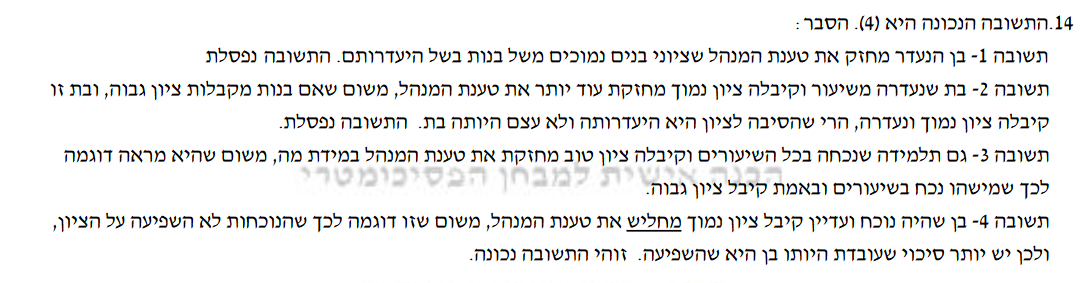 14. התשובה הנכונה היא (4). הסבר:
תשובה 1- בן הנעדר מחזק את טענת המנהל שציוני בנים נמוכים משל בנות בשל היעדרותם. התשובה נפסלת
תשובה 2- בת שנעדרה משיעור וקיבלה ציון נמוך מחזקת עוד יותר את טענת המנהל, משום שאם בנות מקבלות ציון גבוה, ובת זו
קיבלה ציון נמוך ונעדרה, הרי שהסיבה לציון היא היעדרותה ולא עצם היותה בת. התשובה נפסלת.
תשובה 3- גם תלמידה שנכחה בכל השיעורים וקיבלה ציון טוב מחזקת את טענת המנהל במידת מה, משום שהיא מראה דוגמה
הכנה אישית למבחן הפסיכומטרי
לכך שמישהו נכח בשיעורים ובאמת קיבל ציון גבוה.
תשובה 4- בן שהיה נוכח ועדיין קיבל ציון נמוך מחליש את טענת המנהל, משום שזו דוגמה לכך שהנוכחות לא השפיעה על הציון,
ולכן יש יותר סיכוי שעובדת היותו בן היא שהשפיעה. זוהי התשובה נכונה.